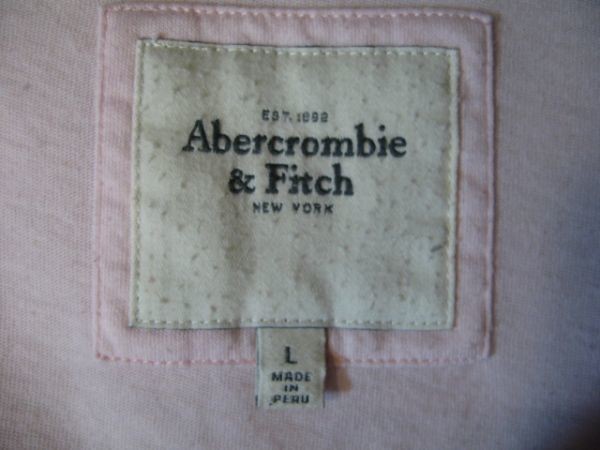 EST. 1892
Abercrombie
& Fitch
NEW YORK
L
MADE
IN
PERU